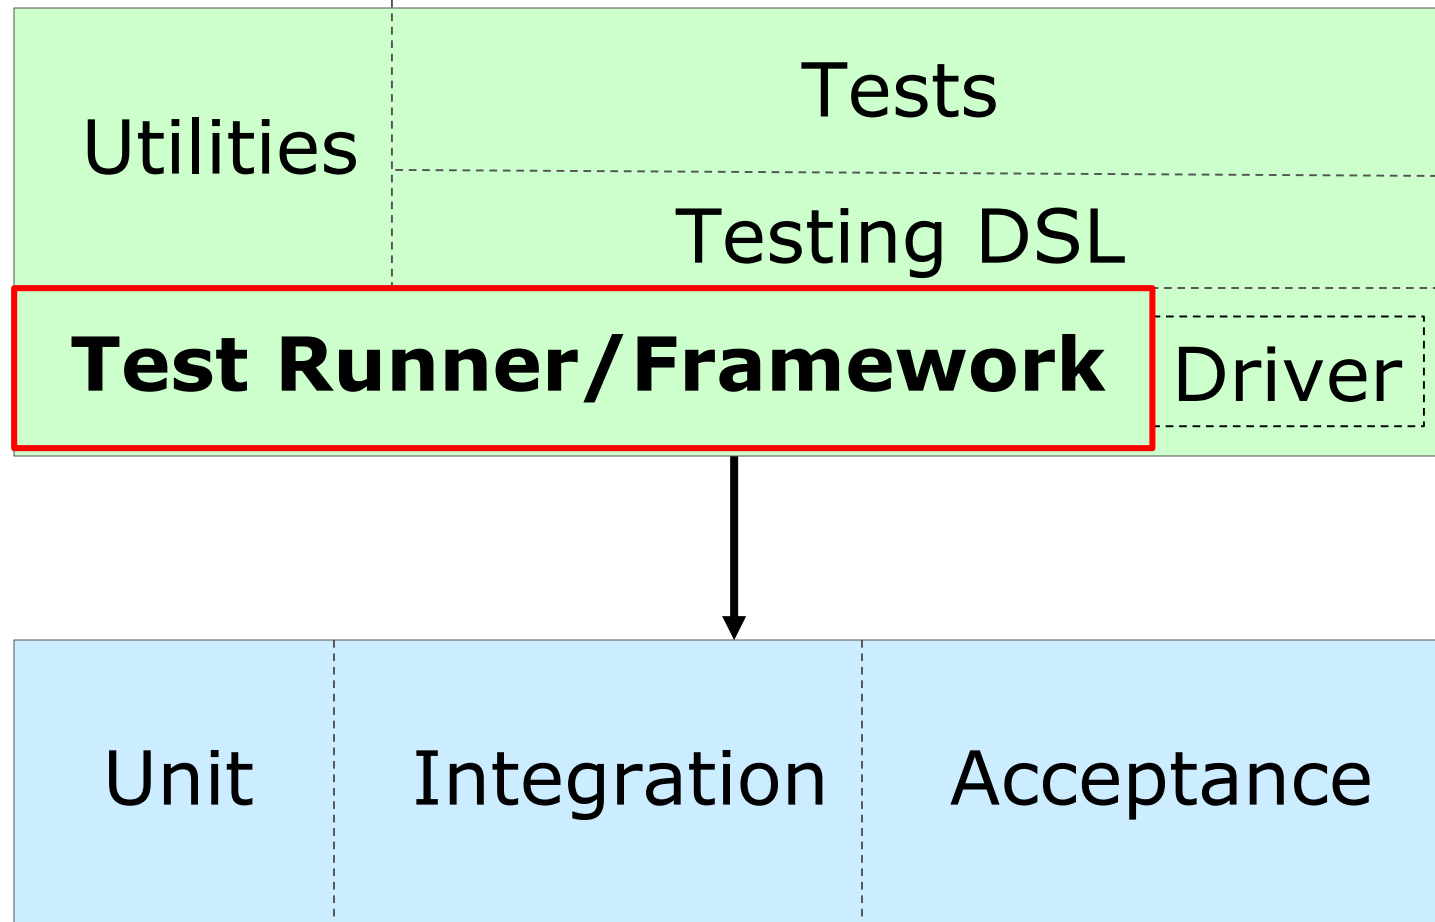 Utilities
Tests
Testing DSL
Test Runner/Framework
Driver
Unit
Integration
Acceptance